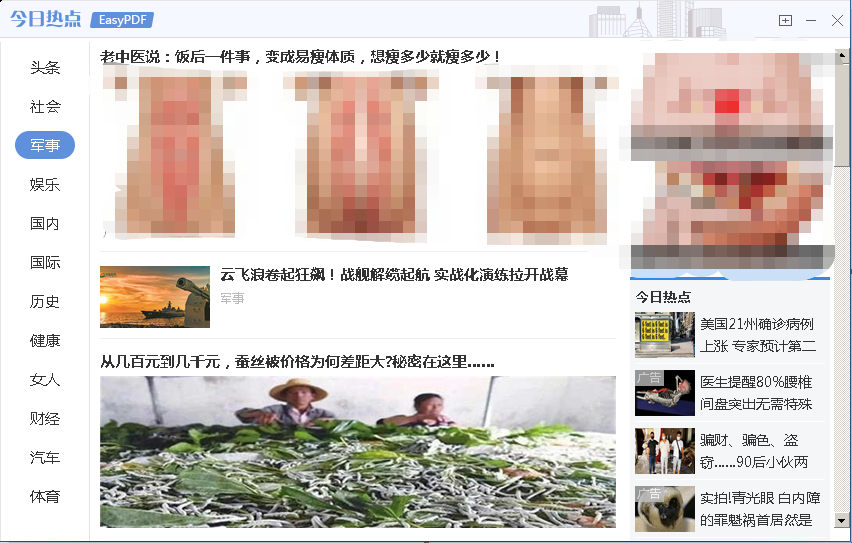 今日热点 EasyPDF
头条
社会
军事
娱乐
国内
国际
历史
健康
女人
财经
汽车
体育
老中医说：饭后一件事，变成易瘦体质，想瘦多少就瘦多少！
云飞浪卷起狂飙！战舰解缆起航 实战化演练拉开战幕
军事
从几百元到几千元，蚕丝被价格为何差距大?秘密在这里......
今日热点
美国21州确诊病例
上涨 专家预计第二
广告
医生提醒80%腰椎
间盘突出无需特殊
骗财、骗色、盗
窃......90后小伙两
广告
实拍!青光眼 白内障
的罪魁祸首居然是